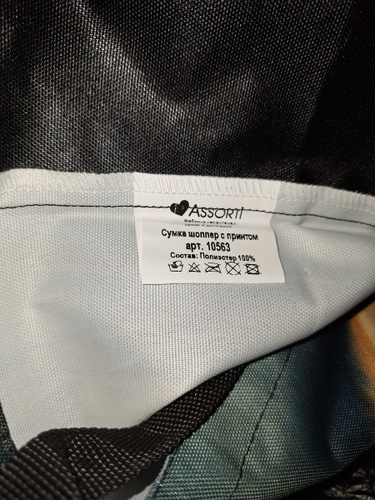 ASSORTI
Сумка шоппер с принтом
арт. 10563
Состав: Полиэстер 100%